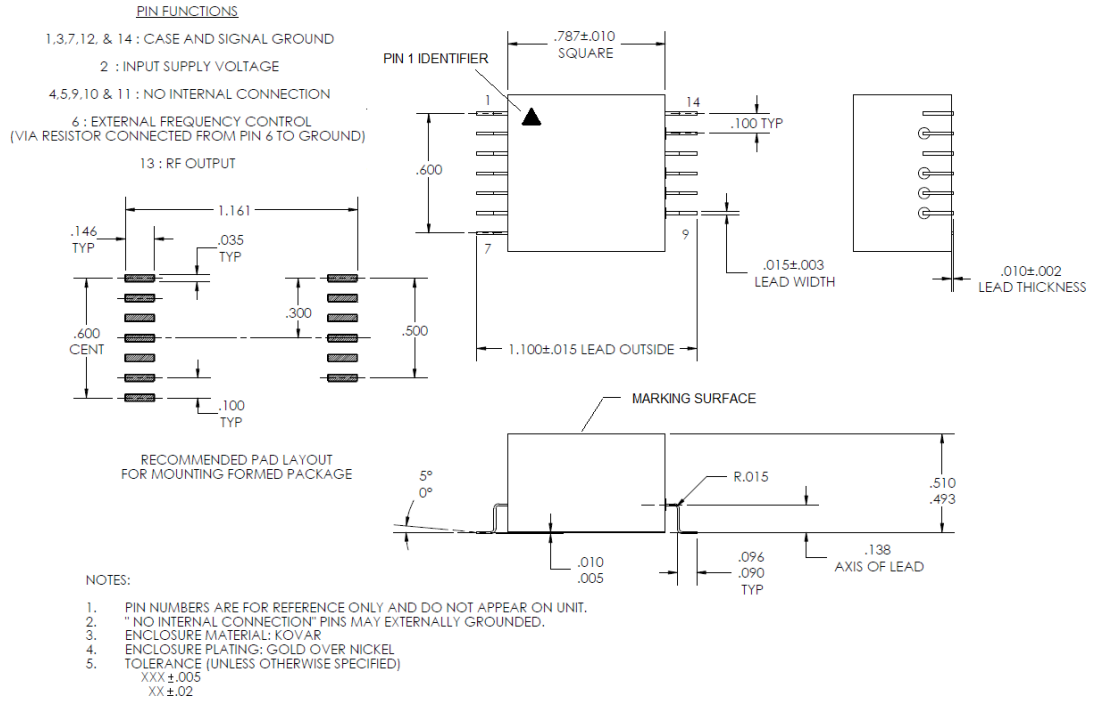 PIN FUNCTIONS
1,3,7,12, & 14 : CASE AND SIGNAL GROUND
2 : INPUT SUPPLY VOLTAGE
4,5,9,10 & 11 : NO INTERNAL CONNECTION
6 : EXTERNAL FREQUENCY CONTROL
(VIA RESISTOR CONNECTED FROM PIN 6 TO GROUND)
13 : RF OUTPUT
.787±.010
SQUARE
PIN 1 IDENTIFIER
1
14
.100 TYP
.600
7
9
.015±.003
LEAD WIDTH
.010±.002
LEAD THICKNESS
1.100±.015 LEAD OUTSIDE
1.161
.146
TYP
.035
TYP
.300
.500
.600
CENT
.100
TYP
RECOMMENDED PAD LAYOUT
FOR MOUNTING FORMED PACKAGE
MARKING SURFACE
5°
0°
R.015
.510
.493
.010
.005
.096
.090
TYP
.138
AXIS OF LEAD
NOTES:
1. PIN NUMBERS ARE FOR REFERENCE ONLY AND DO NOT APPEAR ON UNIT.
2. " NO INTERNAL CONNECTION" PINS MAY EXTERNALLY GROUNDED.
3. ENCLOSURE MATERIAL: KOVAR
4. ENCLOSURE PLATING: GOLD OVER NICKEL
5. TOLERANCE (UNLESS OTHERWISE SPECIFIED)
XXX ±.005
XX ±.02